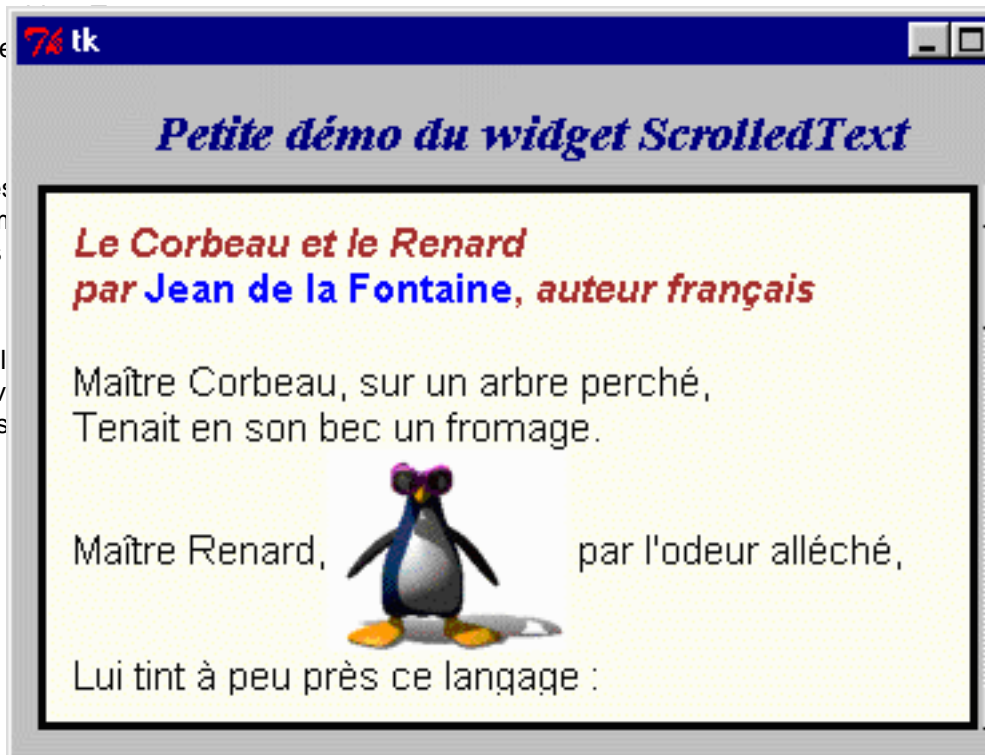 tk
Petite démo du widget ScrolledText
Le Corbeau et le Renard
par Jean de la Fontaine, auteur français
Maître Corbeau, sur un arbre perché,
Tenait en son bec un fromage.
Maître Renard, par l'odeur alléché,
Lui tint à peu près ce langage :